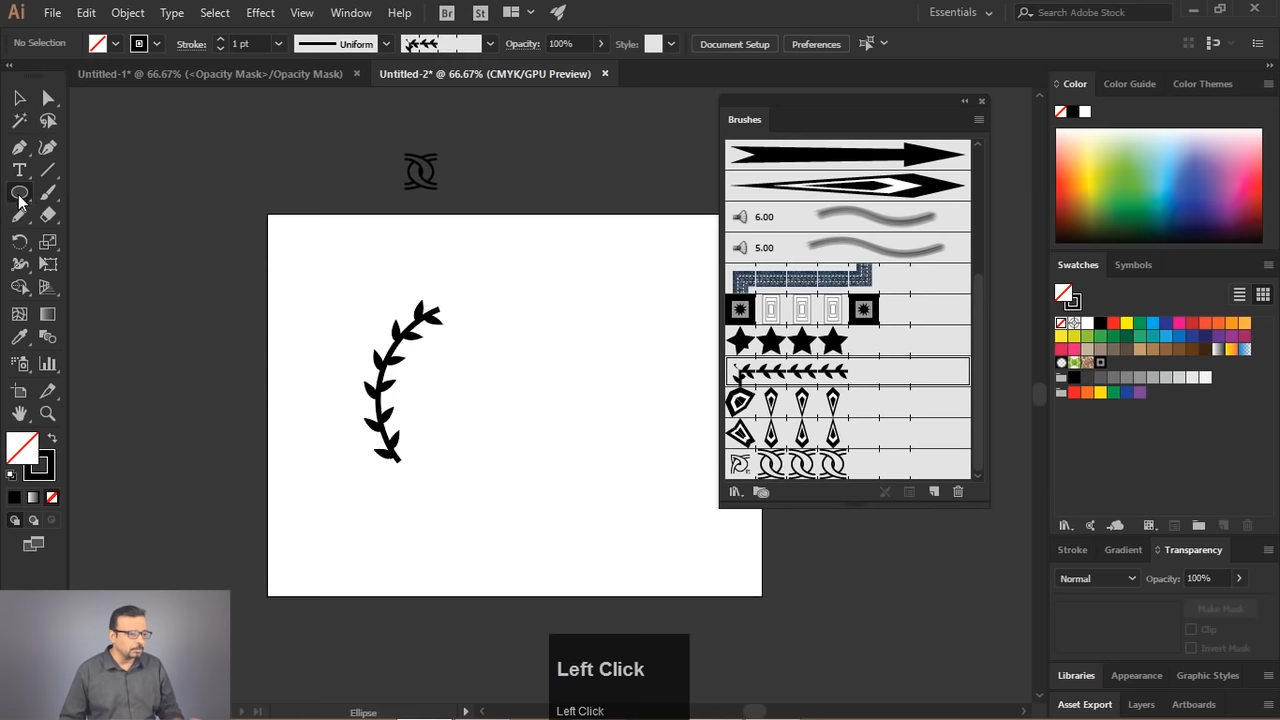 Ai File Edit Object Type Select Effect View Window Help Br St Essentials Search Adobe Stock
No Selection Stroke: 1 pt Uniform Opacity: 100% Style: Document Setup Preferences
Untitled-1* @ 66.67% (<Opacity Mask>/Opacity Mask) × Untitled-2* @ 66.67% (CMYK/GPU Preview) ×
Brushes
6.00
5.00
Color Color Guide Color Themes
Swatches Symbols
Stroke Gradient Transparency
Normal Opacity: 100%
Make Mask
Clip
Invert Mask
Libraries Appearance Graphic Styles
Asset Export Layers Artboards
Left Click
Left Click
Ellipse